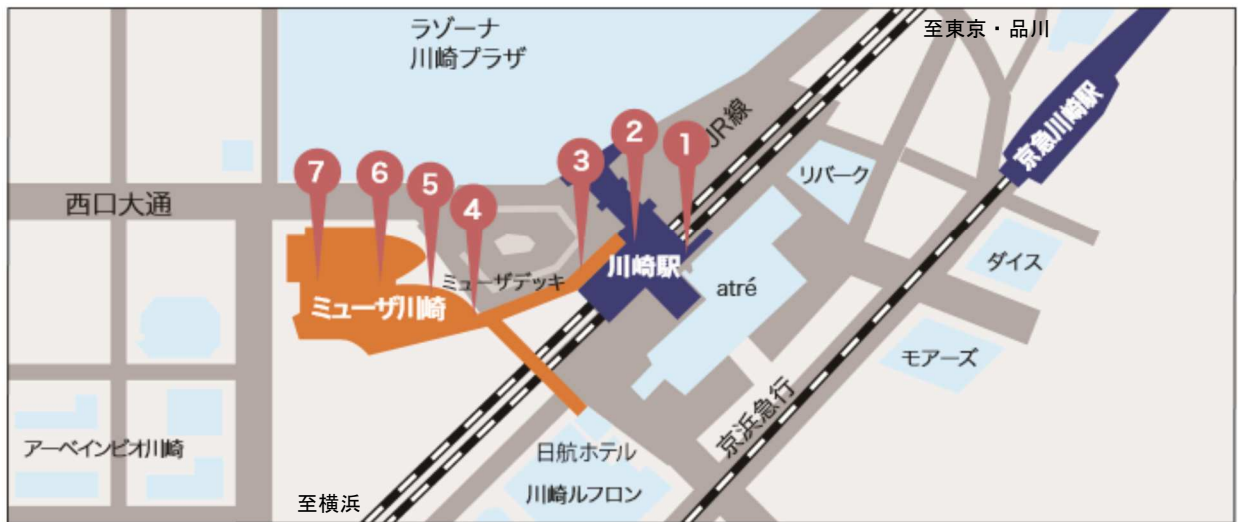 ラゾーナ
川崎プラザ
至東京・品川
JR線
京急川崎駅
2
1
3
7
6
5
4
リバーク
西口大通
川崎駅
ミューザデッキ
ダイス
atré
ミューザ川崎
モアーズ
京浜急行
アーベインビオ川崎
日航ホテル
川崎ルフロン
至横浜